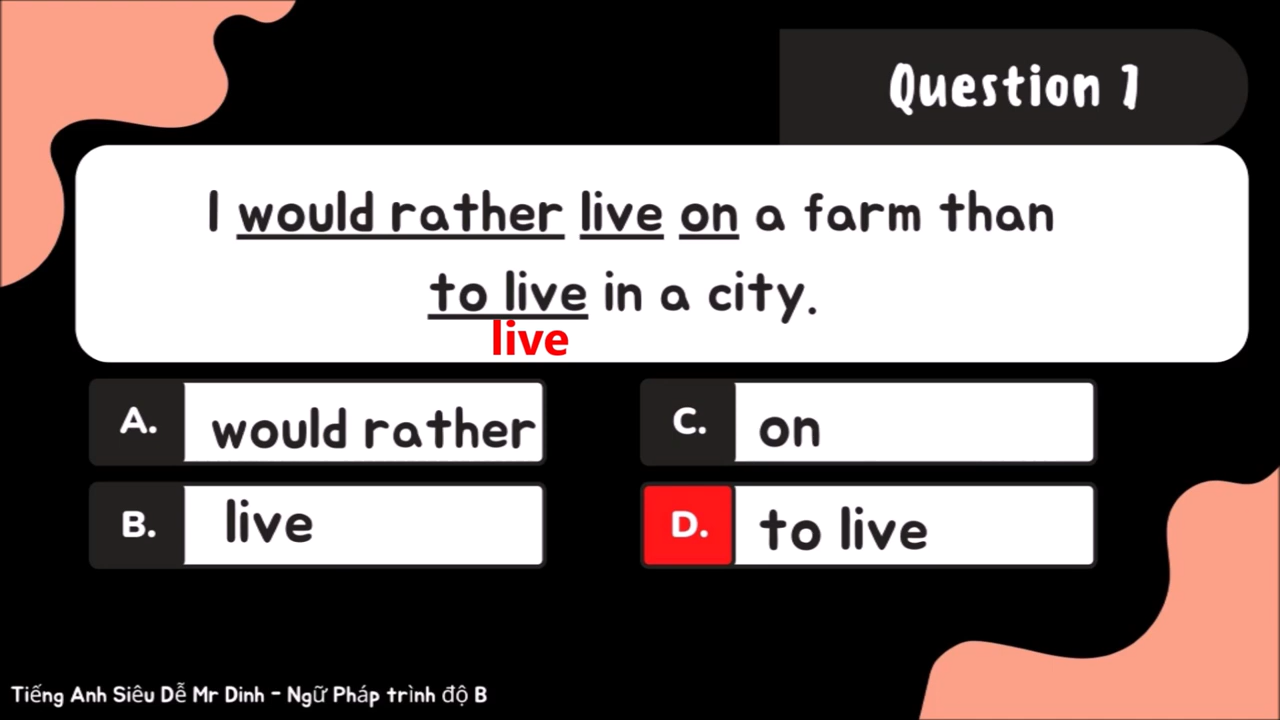 Question 1
I would rather live on a farm than
to live in a city.
live
A. would rather
B. live
C. on
D. to live
Tiếng Anh Siêu Dễ Mr Dinh - Ngữ Pháp trình độ B